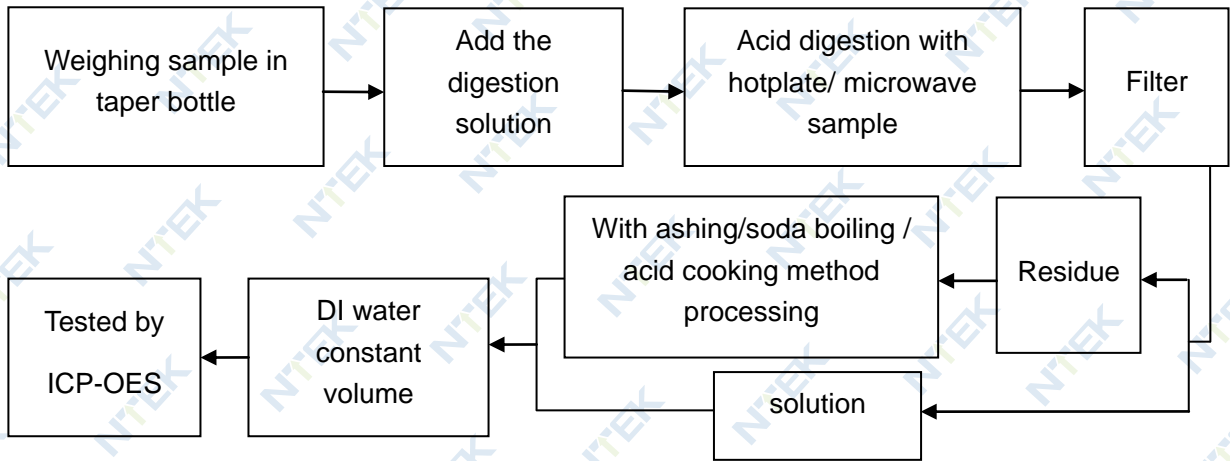 Weighing sample in
taper bottle
Add the
digestion
solution
Acid digestion with
hotplate/ microwave
sample
Filter
Residue
With ashing/soda boiling /
acid cooking method
processing
solution
DI water
constant
volume
Tested by
ICP-OES
NTEK